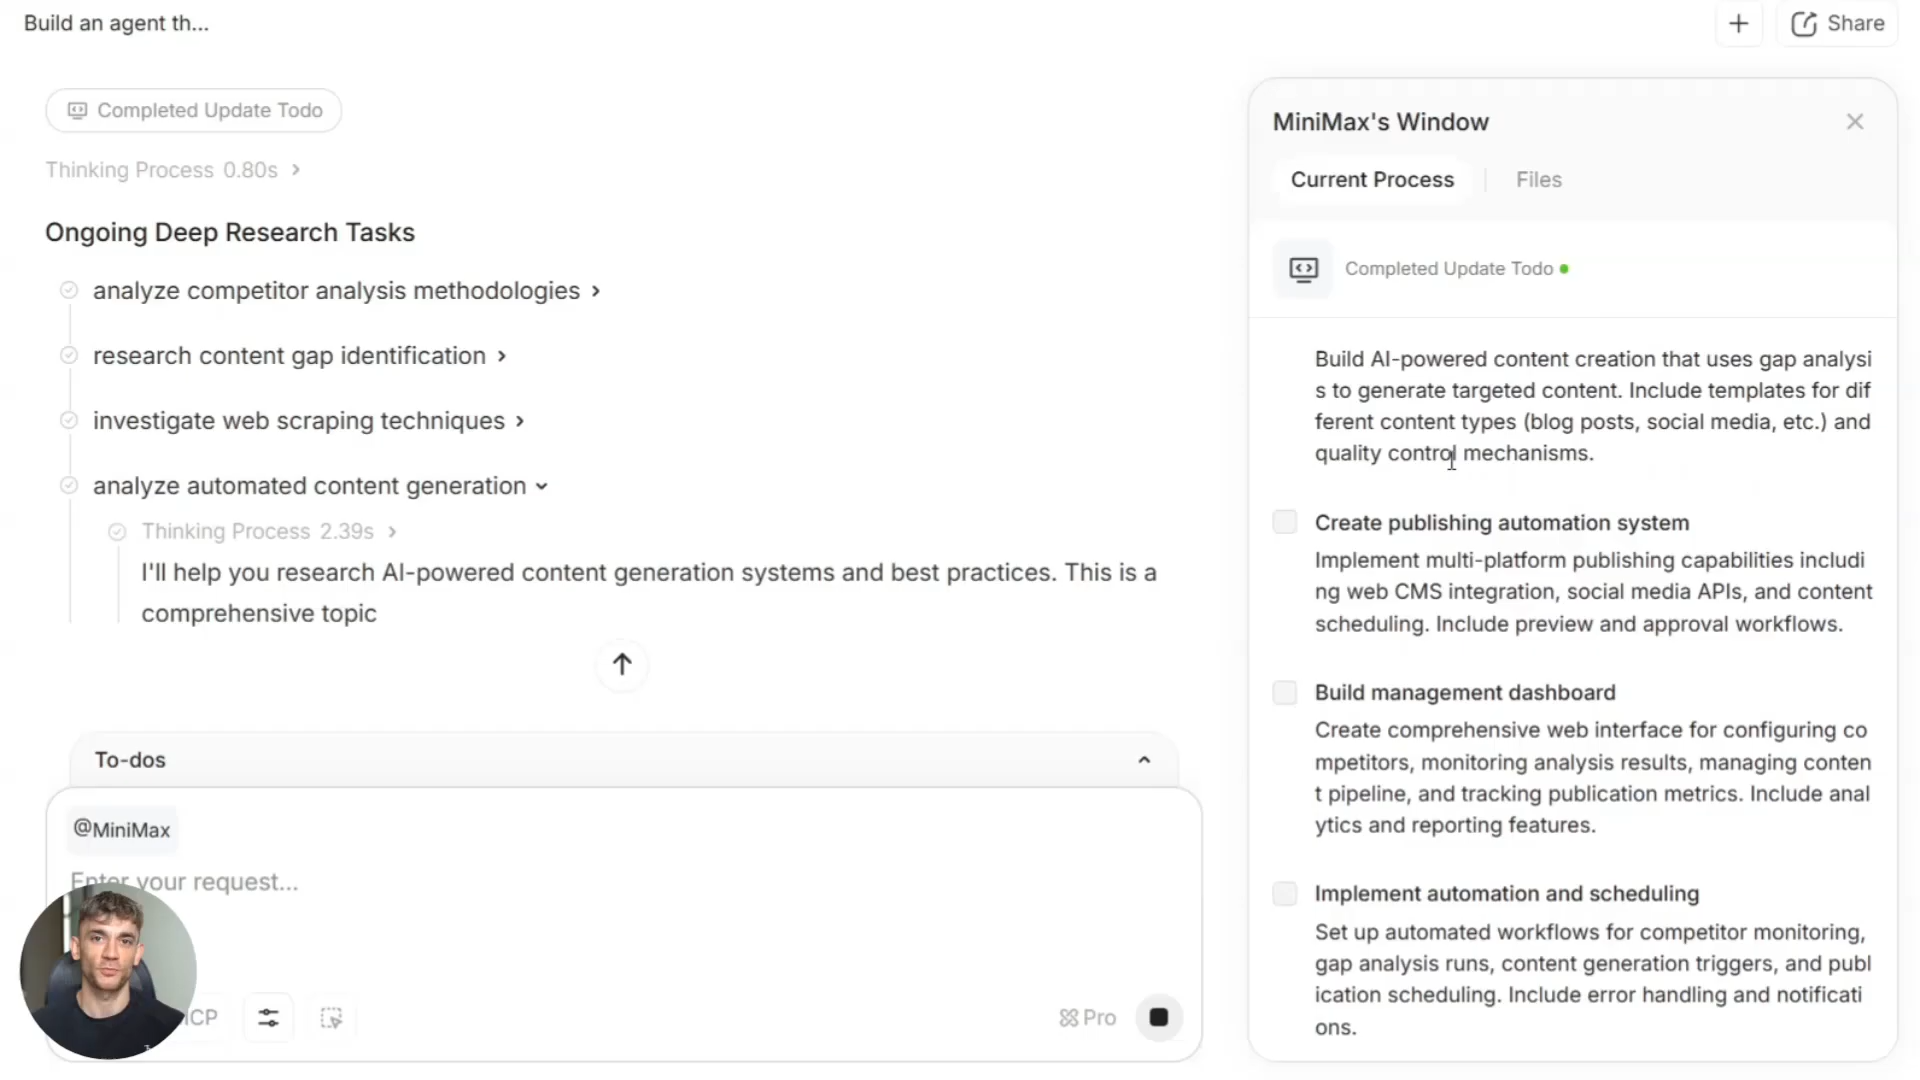 Build an agent th...
Share
Completed Update Todo
Thinking Process 0.80s
Ongoing Deep Research Tasks
analyze competitor analysis methodologies
research content gap identification
investigate web scraping techniques
analyze automated content generation
Thinking Process 2.39s
I'll help you research AI-powered content generation systems and best practices. This is a
comprehensive topic
To-dos
@MiniMax
Enter your request...
CP
Pro
MiniMax's Window
Current Process
Files
Completed Update Todo
Build AI-powered content creation that uses gap analysi
s to generate targeted content. Include templates for dif
ferent content types (blog posts, social media, etc.) and
quality control mechanisms.
Create publishing automation system
Implement multi-platform publishing capabilities includi
ng web CMS integration, social media APIs, and content
scheduling. Include preview and approval workflows.
Build management dashboard
Create comprehensive web interface for configuring co
mpetitors, monitoring analysis results, managing conten
t pipeline, and tracking publication metrics. Include anal
ytics and reporting features.
Implement automation and scheduling
Set up automated workflows for competitor monitoring,
gap analysis runs, content generation triggers, and publ
ication scheduling. Include error handling and notificati
ons.